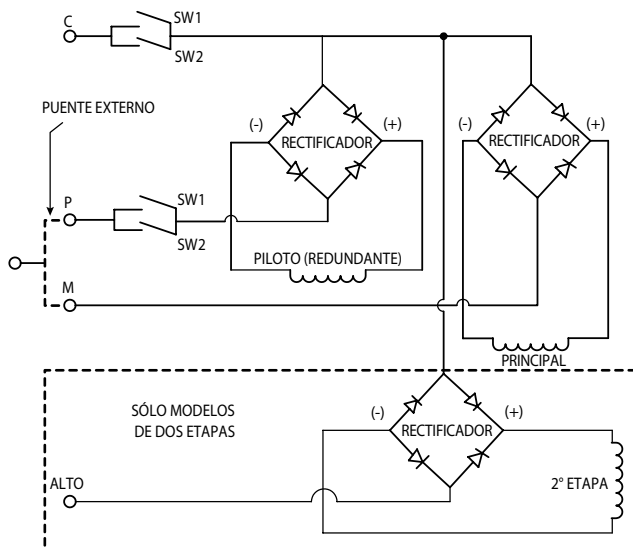 C
SW1
SW2
PUENTE EXTERNO
(-)
(+)
RECTIFICADOR
(-)
(+)
RECTIFICADOR
P
SW1
SW2
PILOTO (REDUNDANTE)
M
PRINCIPAL
SÓLO MODELOS
DE DOS ETAPAS
(-)
(+)
RECTIFICADOR
ALTO
2° ETAPA